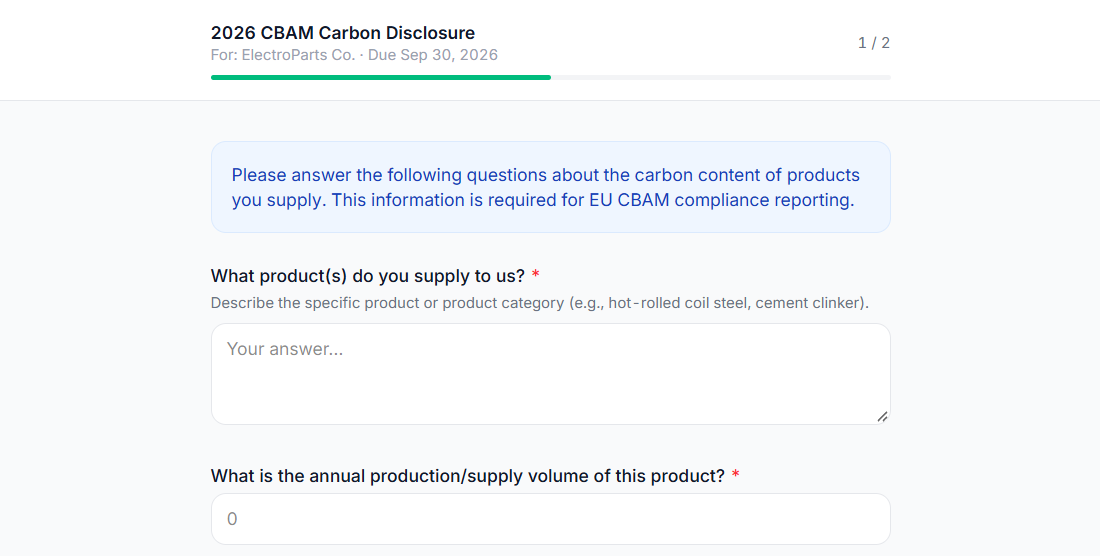 2026 CBAM Carbon Disclosure
For: ElectroParts Co. · Due Sep 30, 2026
1 / 2
Please answer the following questions about the carbon content of products
you supply. This information is required for EU CBAM compliance reporting.
What product(s) do you supply to us? *
Describe the specific product or product category (e.g., hot-rolled coil steel, cement clinker).
Your answer...
What is the annual production/supply volume of this product? *
0